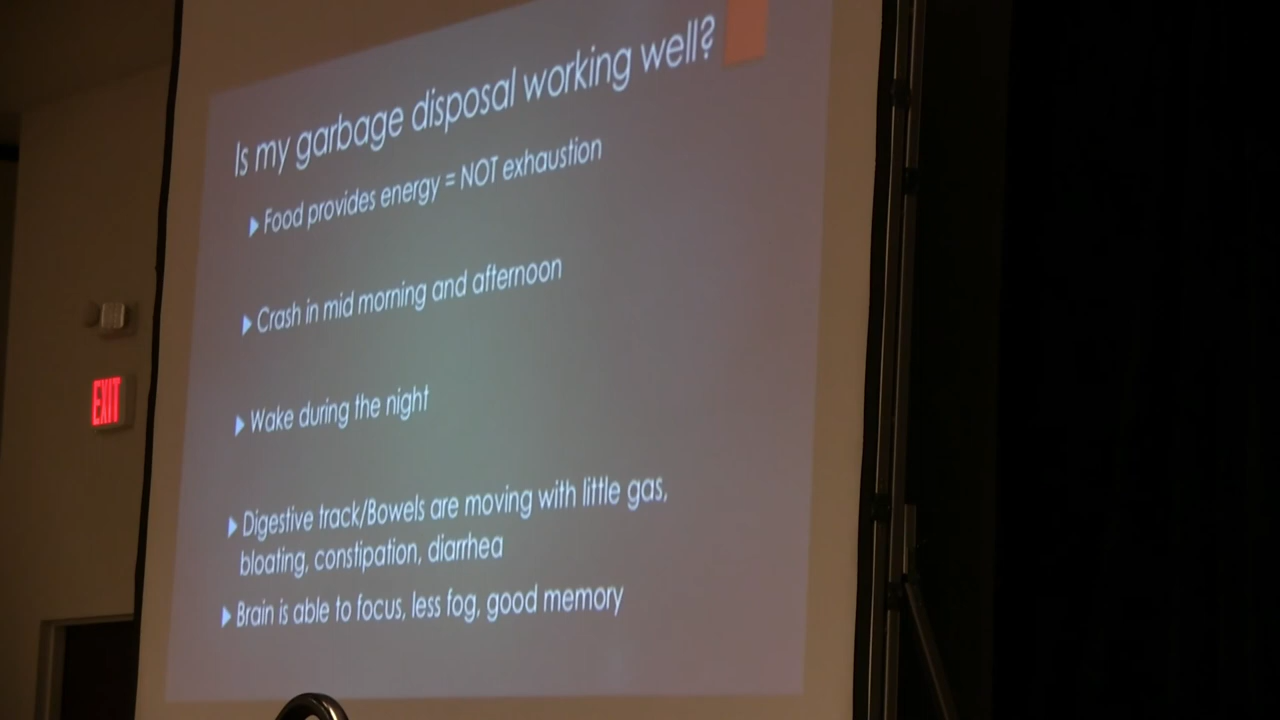 Is my garbage disposal working well?
Food provides energy = NOT exhaustion
Crash in mid morning and afternoon
Wake during the night
Digestive track/Bowels are moving with little gas,
bloating, constipation, diarrhea
Brain is able to focus, less fog, good memory
EXIT